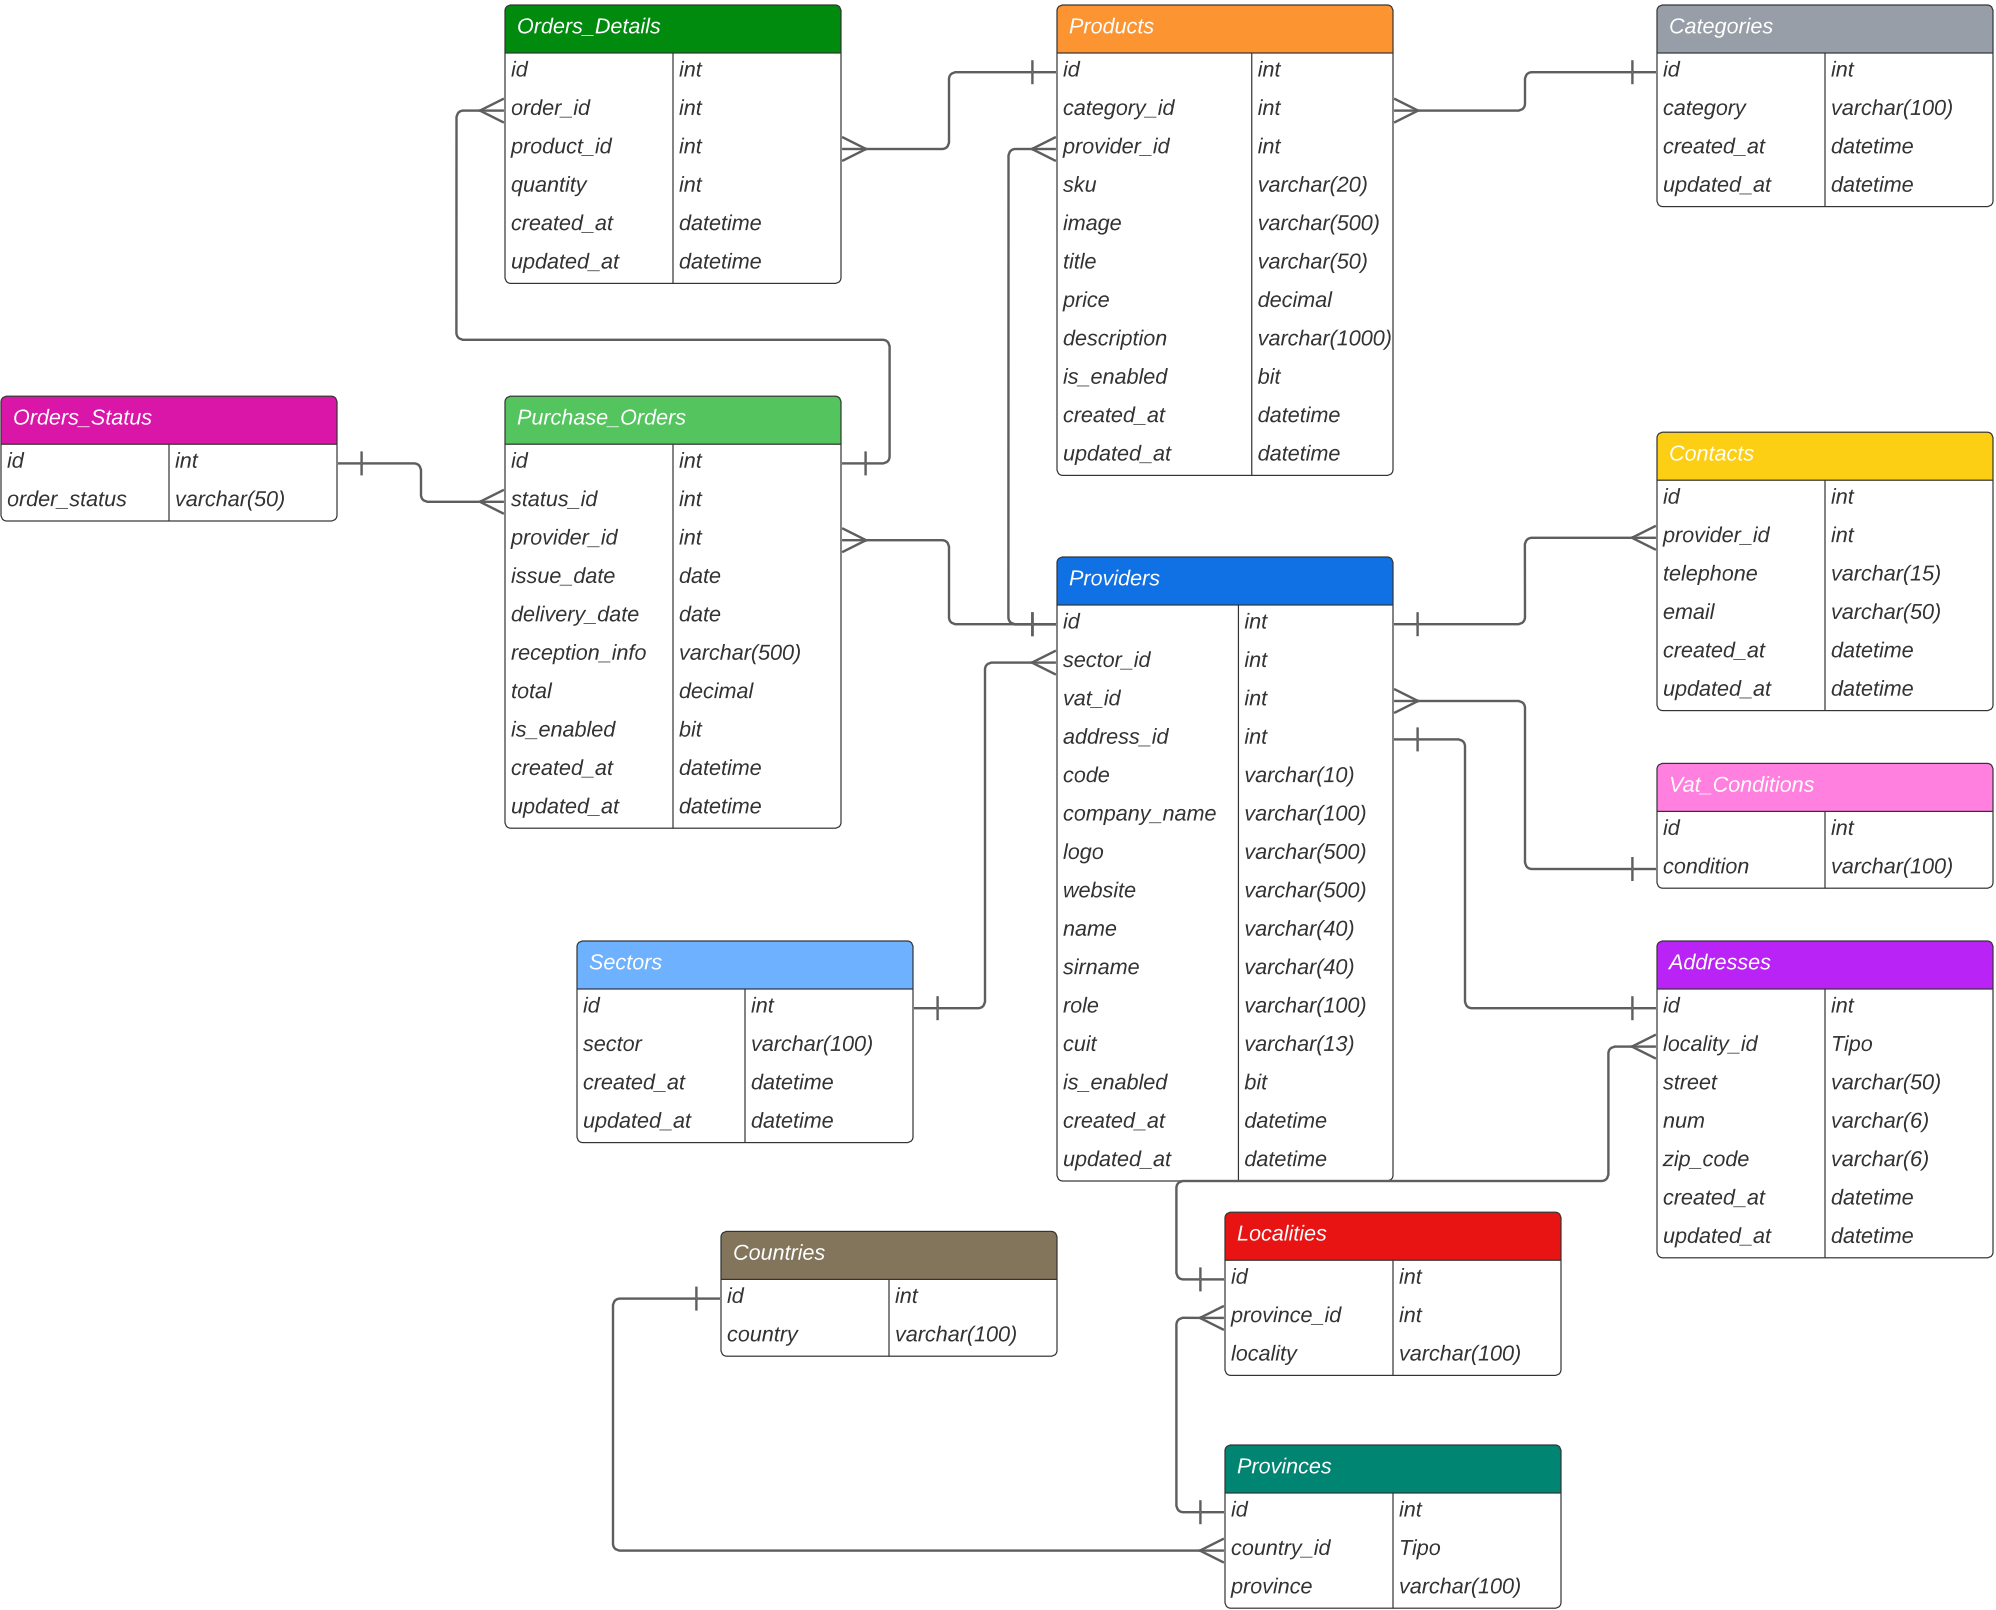 Orders_Details
id int
order_id int
product_id int
quantity int
created_at datetime
updated_at datetime
Products
id int
category_id int
provider_id int
sku varchar(20)
image varchar(500)
title varchar(50)
price decimal
description varchar(1000)
is_enabled bit
created_at datetime
updated_at datetime
Categories
id int
category varchar(100)
created_at datetime
updated_at datetime
Orders_Status
id int
order_status varchar(50)
Purchase_Orders
id int
status_id int
provider_id int
issue_date date
delivery_date date
reception_info varchar(500)
total decimal
is_enabled bit
created_at datetime
updated_at datetime
Contacts
id int
provider_id int
telephone varchar(15)
email varchar(50)
created_at datetime
updated_at datetime
Providers
id int
sector_id int
vat_id int
address_id int
code varchar(10)
company_name varchar(100)
logo varchar(500)
website varchar(500)
name varchar(40)
sirname varchar(40)
role varchar(100)
cuit varchar(13)
is_enabled bit
created_at datetime
updated_at datetime
Vat_Conditions
id int
condition varchar(100)
Sectors
id int
sector varchar(100)
created_at datetime
updated_at datetime
Addresses
id int
locality_id Tipo
street varchar(50)
num varchar(6)
zip_code varchar(6)
created_at datetime
updated_at datetime
Countries
id int
country varchar(100)
Localities
id int
province_id int
locality varchar(100)
Provinces
id int
country_id Tipo
province varchar(100)